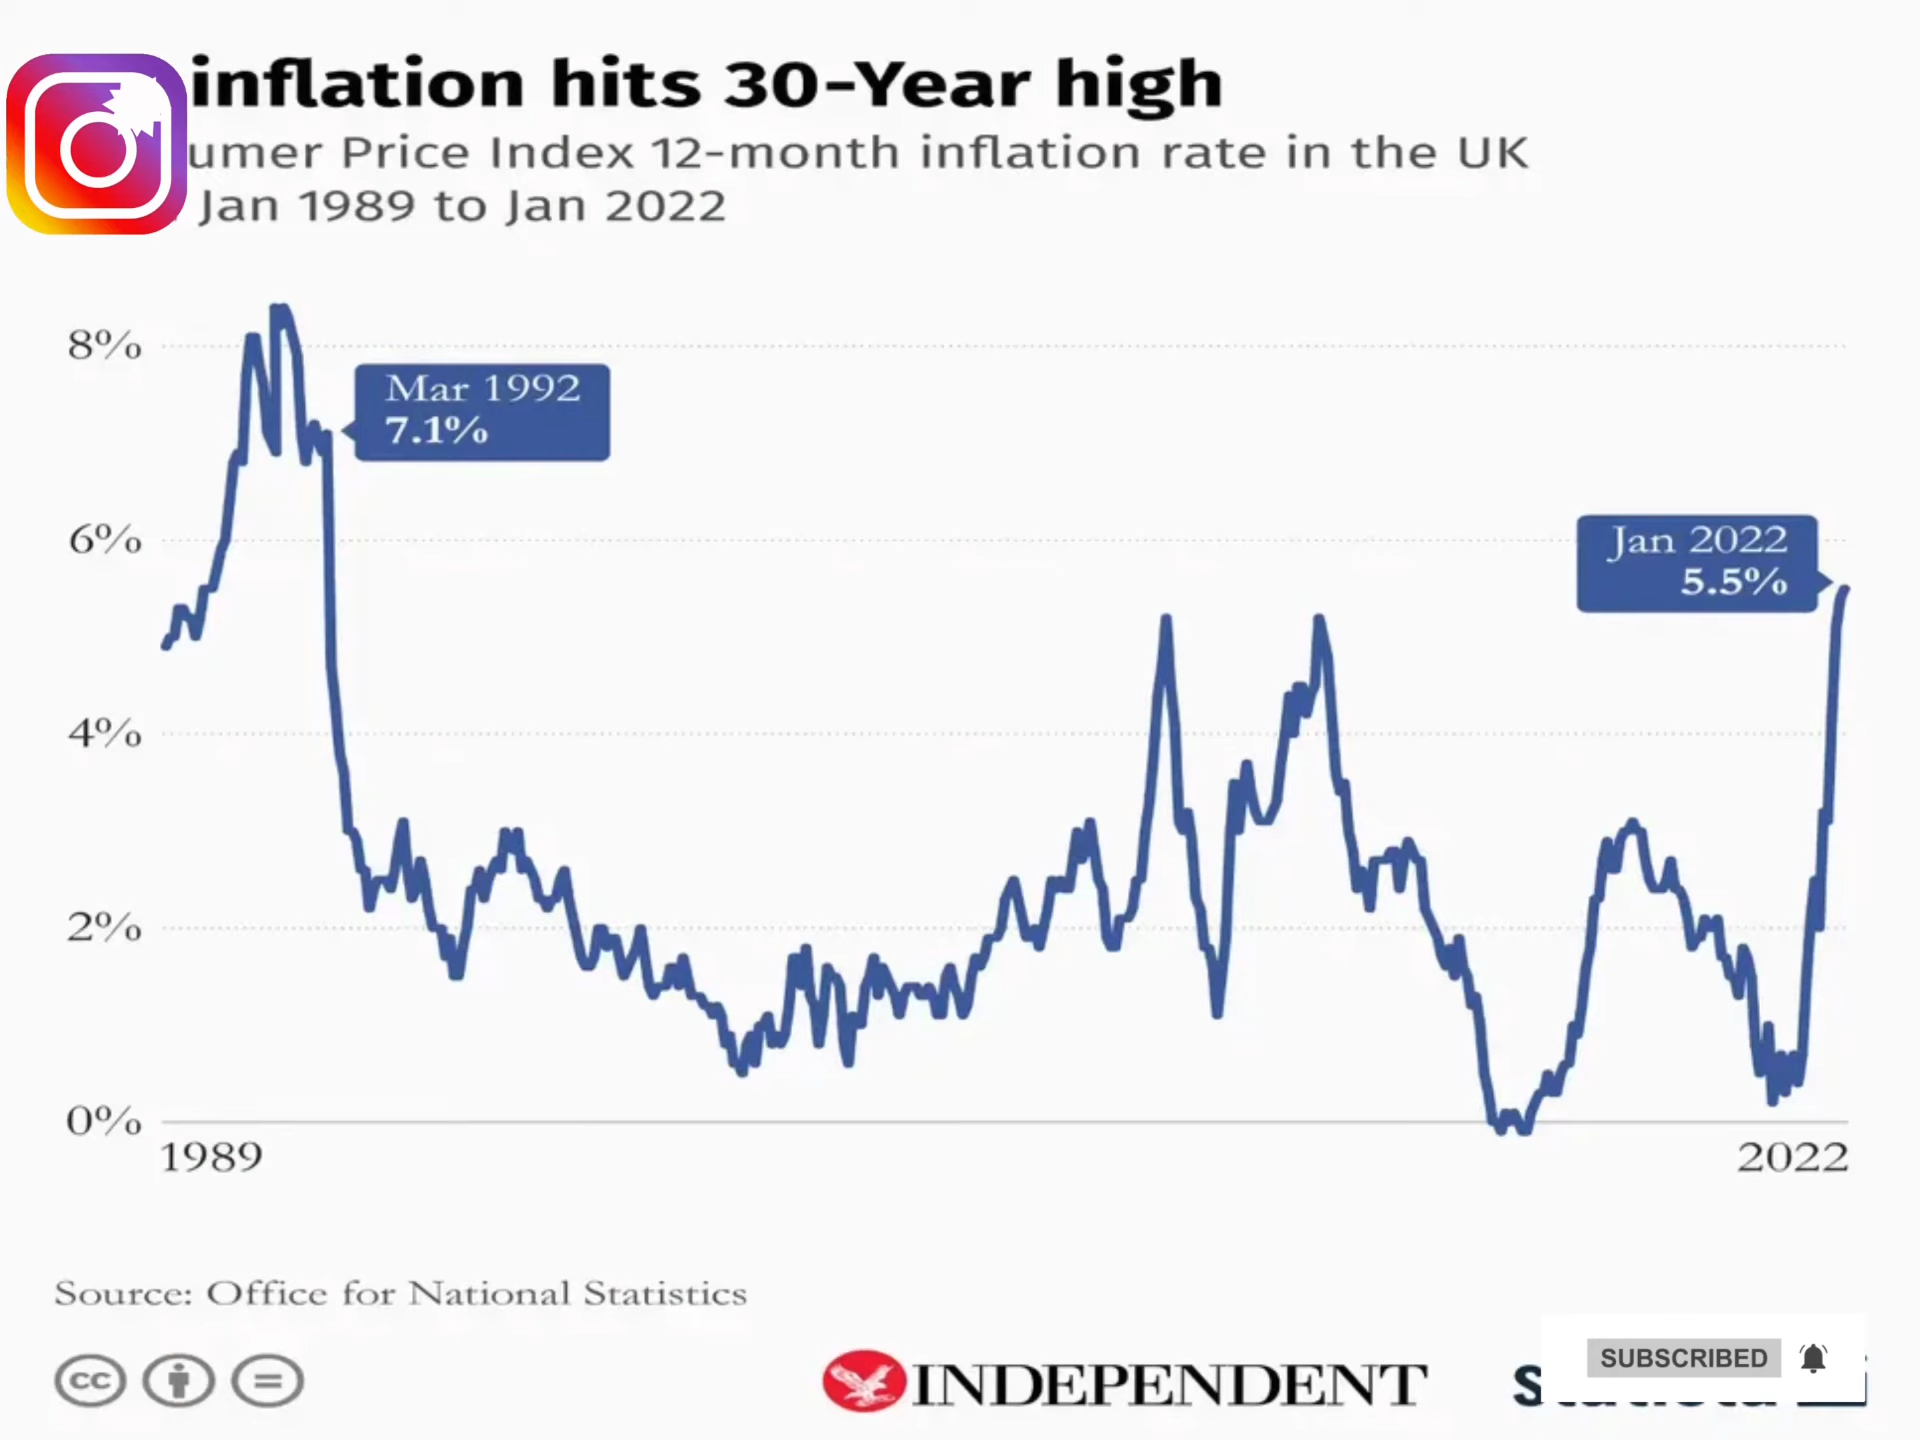 inflation hits 30-Year high
umer Price Index 12-month inflation rate in the UK
Jan 1989 to Jan 2022
8%
Mar 1992
7.1%
6%
Jan 2022
5.5%
4%
2%
0%
1989
2022
Source: Office for National Statistics
cc
INDEPENDENT
SUBSCRIBED